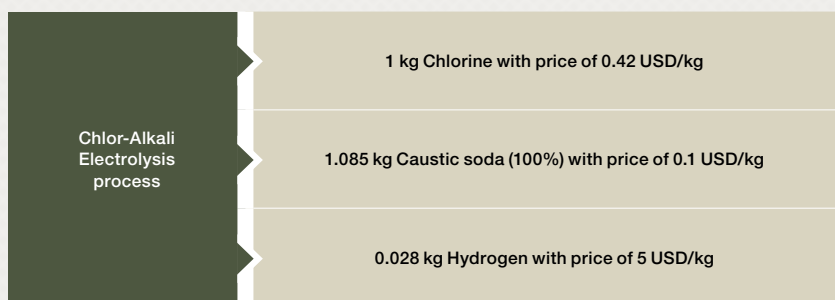 1 kg Chlorine with price of 0.42 USD/kg
Chlor-Alkali
Electrolysis
process
1.085 kg Caustic soda (100%) with price of 0.1 USD/kg
0.028 kg Hydrogen with price of 5 USD/kg